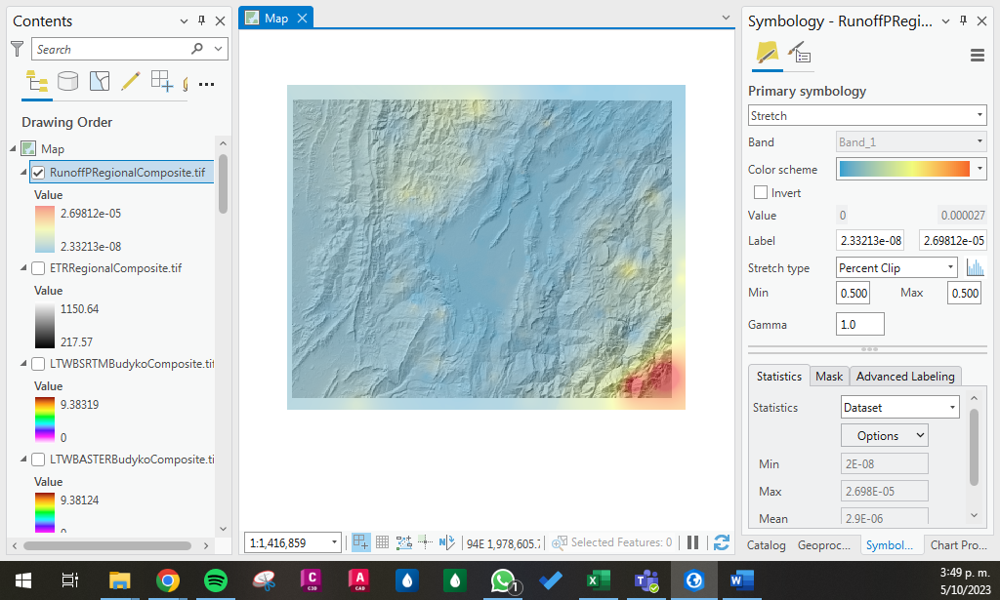 Contents
Search
Drawing Order
Map
RunoffPRegionalComposite.tif
Value
2.69812e-05
2.33213e-08
ETRRegionalComposite.tif
Value
1150.64
217.57
LTWBSRTMBudykoComposite.tif
Value
9.38319
0
LTWBASTERBudykoComposite.ti
Value
9.38124
0
Map
1:1,416,859
94E 1,978,605.7
Selected Features: 0
Symbology - RunoffPRegi...
Primary symbology
Stretch
Band
Band_1
Color scheme
Invert
Value
0
0.000027
Label
2.33213e-08
2.69812e-05
Stretch type
Percent Clip
Min
0.500
Max
0.500
Gamma
1.0
Statistics
Mask
Advanced Labeling
Statistics
Dataset
Options
Min
2E-08
Max
2.698E-05
Mean
2.9E-06
Catalog
Geoproc...
Symbol...
Chart Pro...
C
C3D
A
CAD
1
X
T
W
3:49 p. m.
5/10/2023